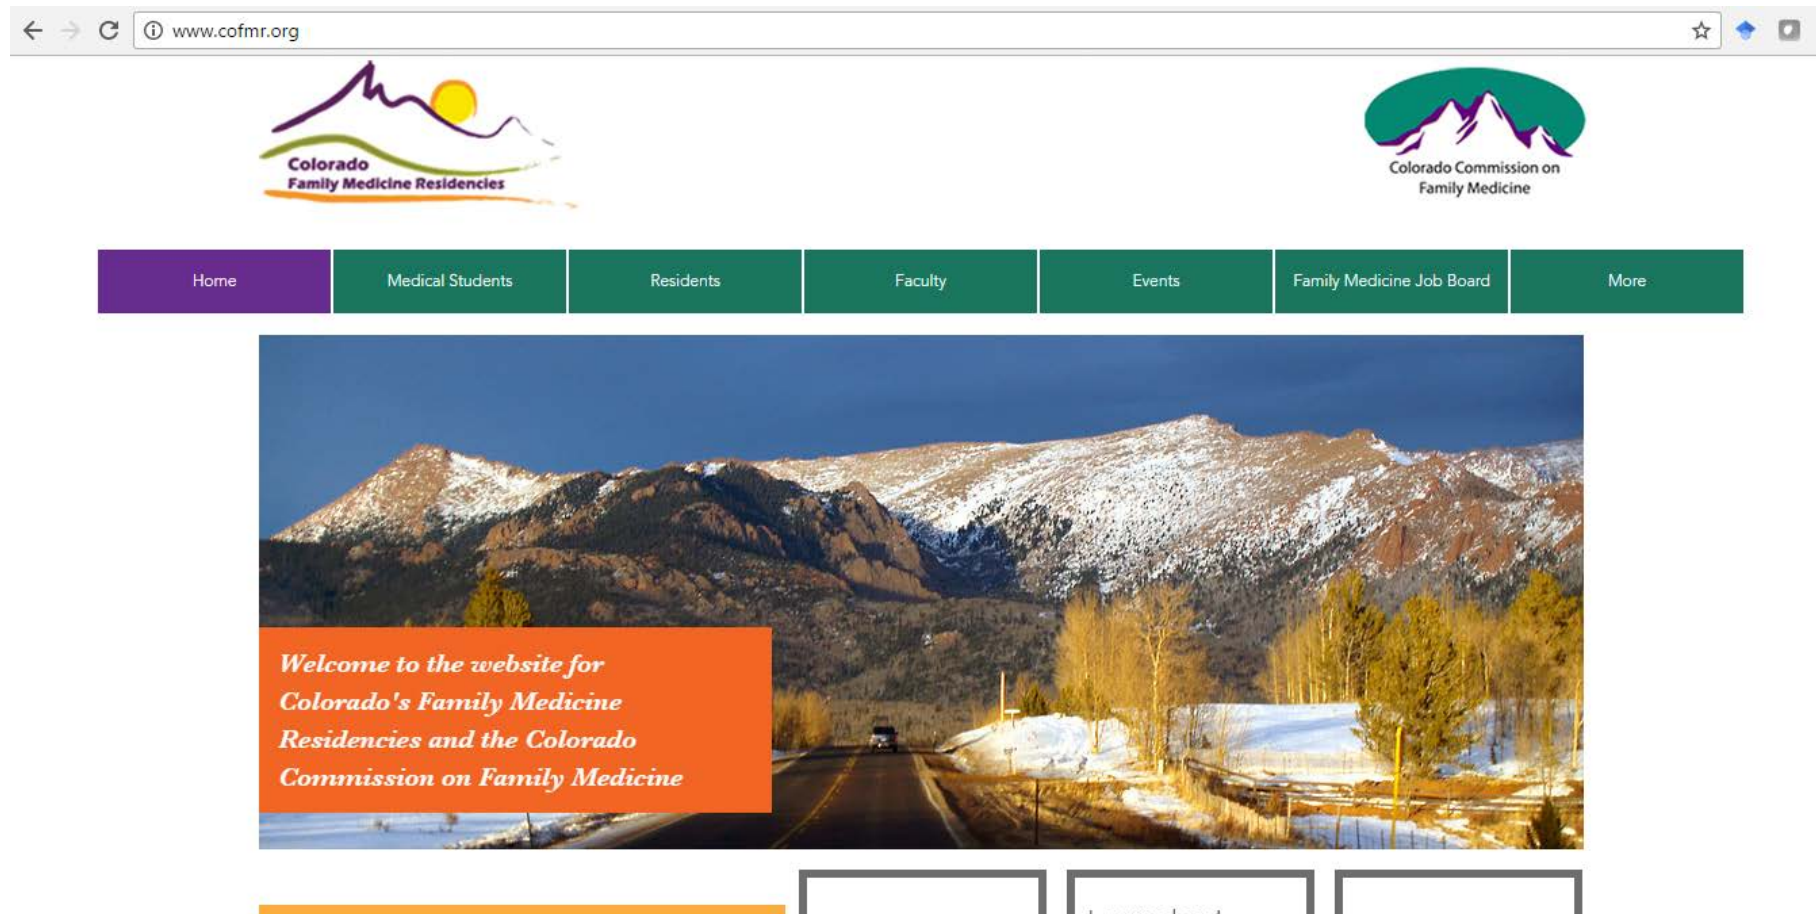 www.cofmr.org
Colorado
Family Medicine Residencies
Colorado Commission on
Family Medicine
Home
Medical Students
Residents
Faculty
Events
Family Medicine Job Board
More
Welcome to the website for
Colorado's Family Medicine
Residencies and the Colorado
Commission on Family Medicine